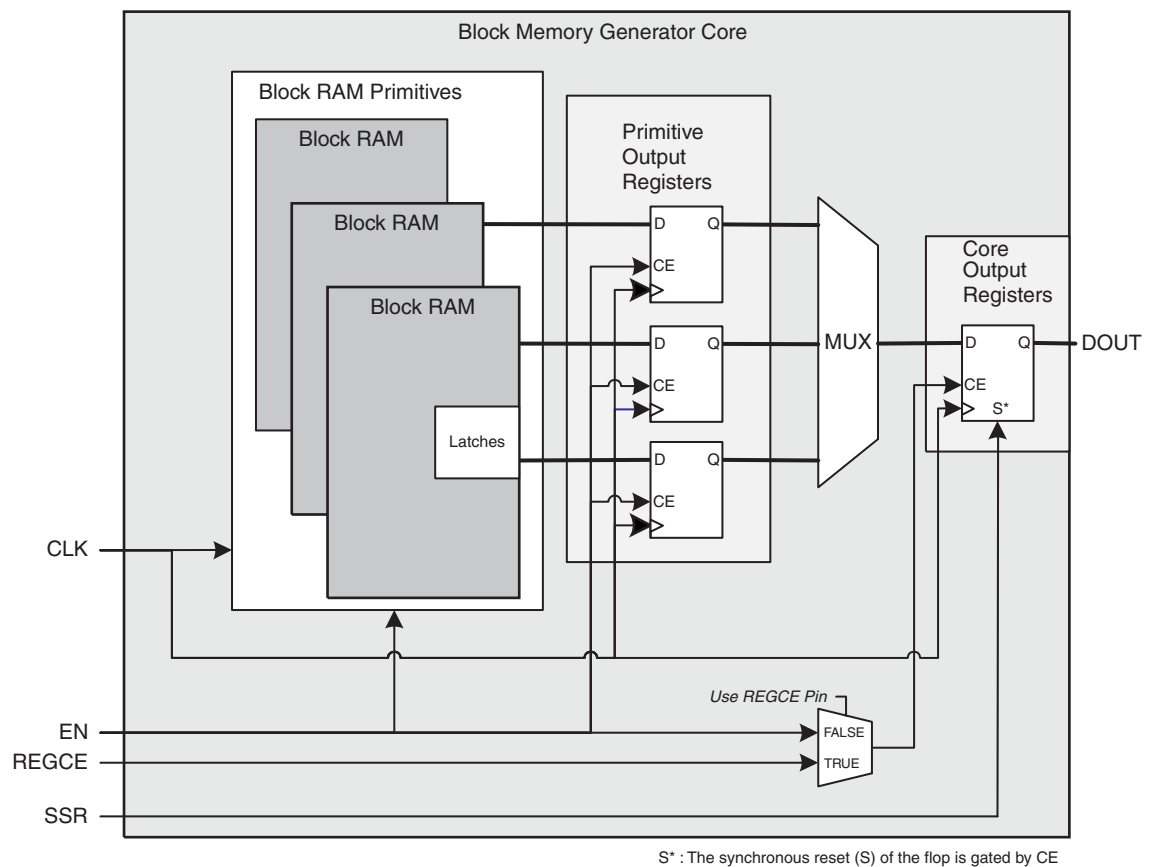 Block Memory Generator Core
Block RAM Primitives
Block RAM
Block RAM
Block RAM
Latches
Primitive
Output
Registers
D Q
CE
D Q
CE
D Q
CE
MUX
Core
Output
Registers
D Q
CE
S*
DOUT
CLK
EN
REGCE
SSR
Use REGCE Pin
FALSE
TRUE
S* : The synchronous reset (S) of the flop is gated by CE